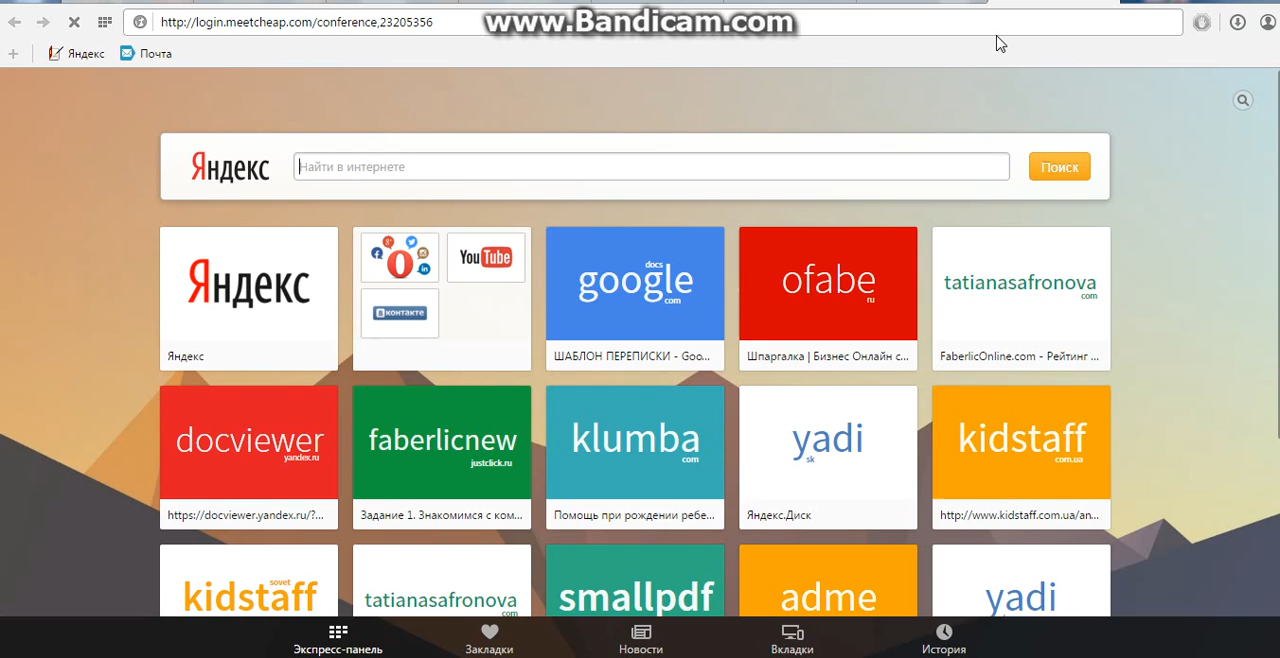 http://login.meetcheap.com/conference,23205356
www.Bandicam.com
Яндекс
Почта
Яндекс
Найти в интернете
Поиск
Яндекс
You Tube
docs
google
com
ofabe
ru
tatianasafronova
com
вконтакте
Яндекс
ШАБЛОН ПЕРЕПИСКИ - Goo...
Шпаргалка | Бизнес Онлайн с...
FaberlicOnline.com - Рейтинг ...
docviewer
yandex.ru
faberlicnew
justclick.ru
klumba
com
yadi
sk
kidstaff
com.ua
https://docviewer.yandex.ru/?...
Задание 1. Знакомимся с ком...
Помощь при рождении ребе...
Яндекс.Диск
http://www.kidstaff.com.ua/an...
sovet
kidstaff
tatianasafronova
com
smallpdf
adme
yadi
Экспресс-панель
Закладки
Новости
Вкладки
История